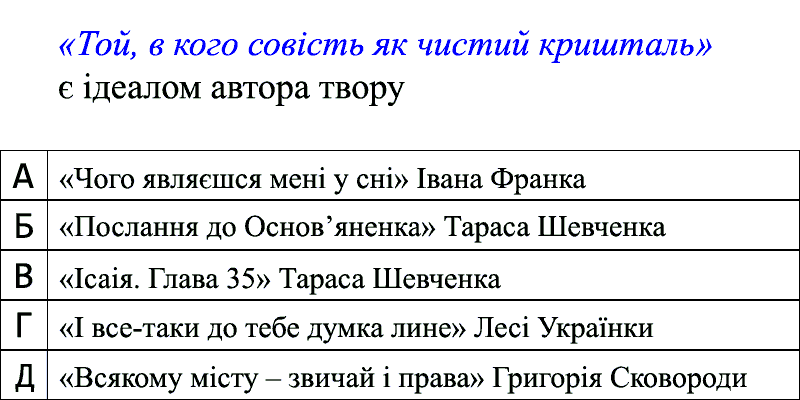 «Той, в кого совість як чистий кришталь»
є ідеалом автора твору
А «Чого являєшся мені у сні» Івана Франка
Б «Послання до Основ’яненка» Тараса Шевченка
В «Ісаія. Глава 35» Тараса Шевченка
Г «І все-таки до тебе думка лине» Лесі Українки
Д «Всякому місту – звичай і права» Григорія Сковороди